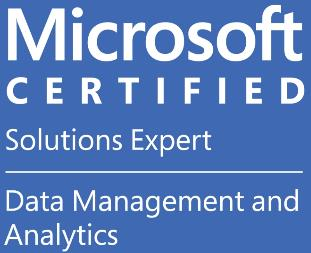 Microsoft
CERTIFIED
Solutions Expert
Data Management and
Analytics